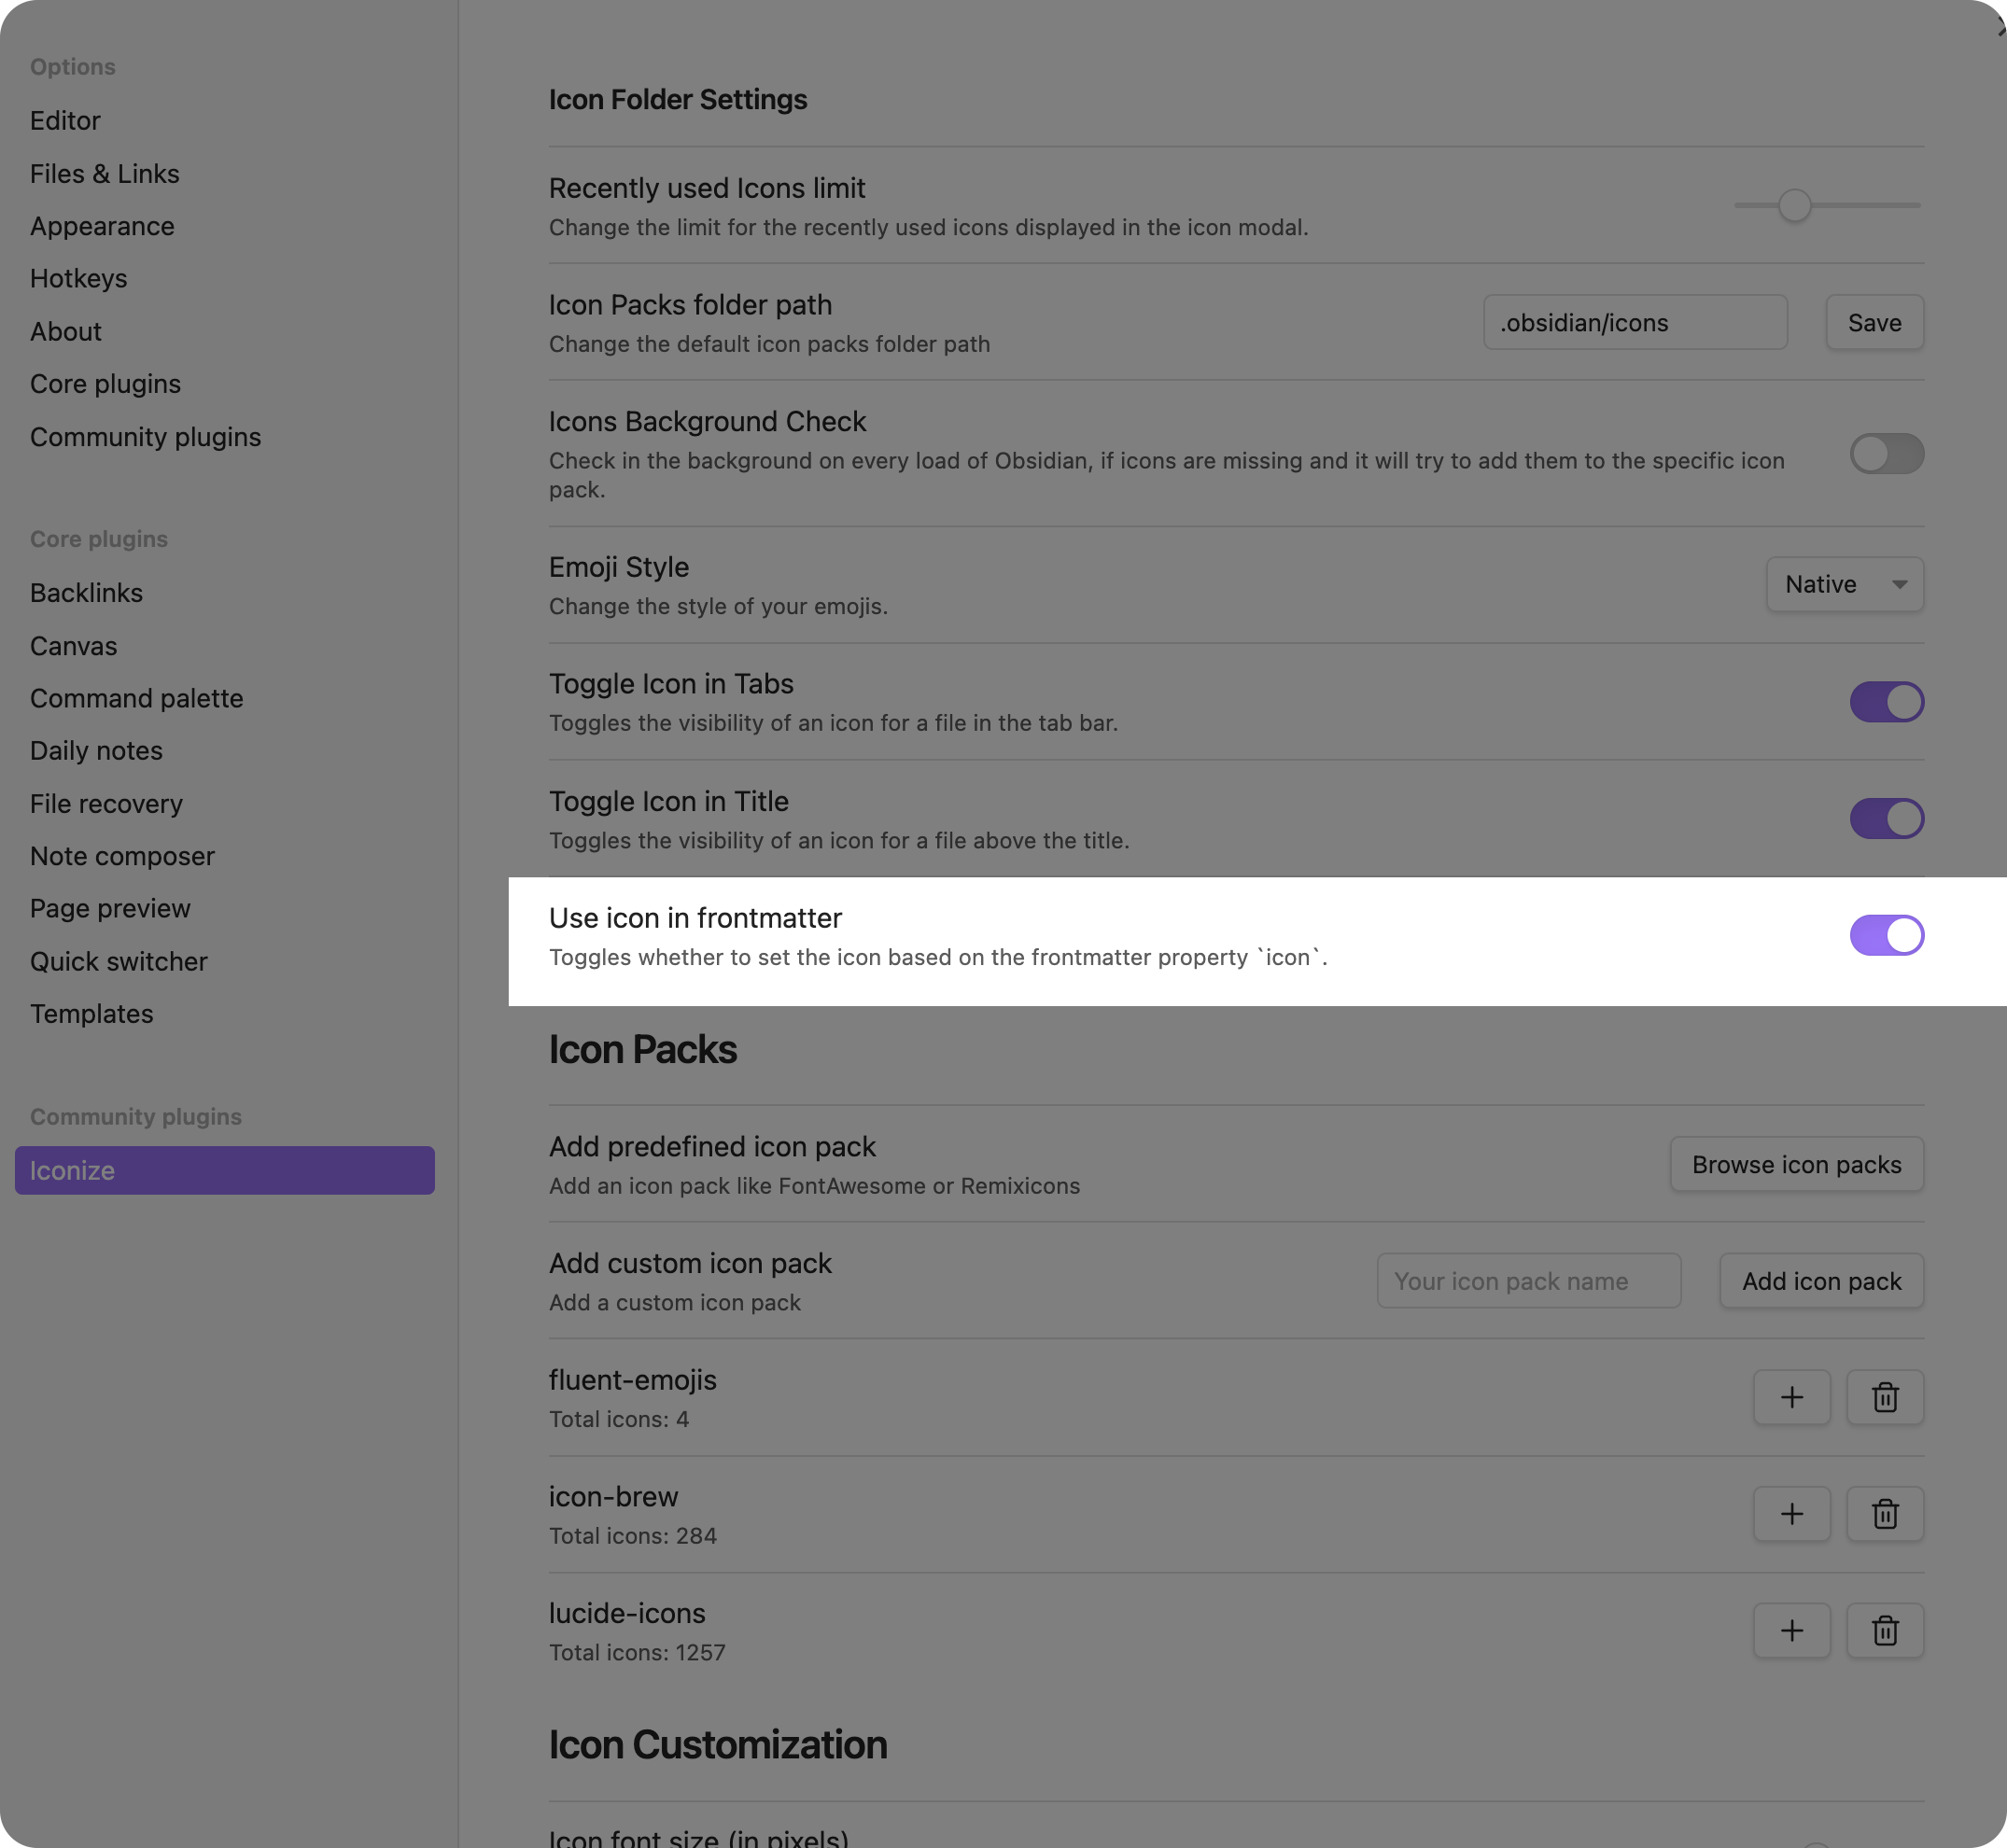 Options
Editor
Files & Links
Appearance
Hotkeys
About
Core plugins
Community plugins
Core plugins
Backlinks
Canvas
Command palette
Daily notes
File recovery
Note composer
Page preview
Quick switcher
Templates
Community plugins
Iconize
Icon Folder Settings
Recently used Icons limit
Change the limit for the recently used icons displayed in the icon modal.
Icon Packs folder path
Change the default icon packs folder path
.obsidian/icons
Save
Icons Background Check
Check in the background on every load of Obsidian, if icons are missing and it will try to add them to the specific icon
pack.
Emoji Style
Change the style of your emojis.
Native
Toggle Icon in Tabs
Toggles the visibility of an icon for a file in the tab bar.
Toggle Icon in Title
Toggles the visibility of an icon for a file above the title.
Use icon in frontmatter
Toggles whether to set the icon based on the frontmatter property `icon`.
Icon Packs
Add predefined icon pack
Add an icon pack like FontAwesome or Remixicons
Browse icon packs
Add custom icon pack
Add a custom icon pack
Your icon pack name
Add icon pack
fluent-emojis
Total icons: 4
icon-brew
Total icons: 284
lucide-icons
Total icons: 1257
Icon Customization
Icon font size (in pixels)